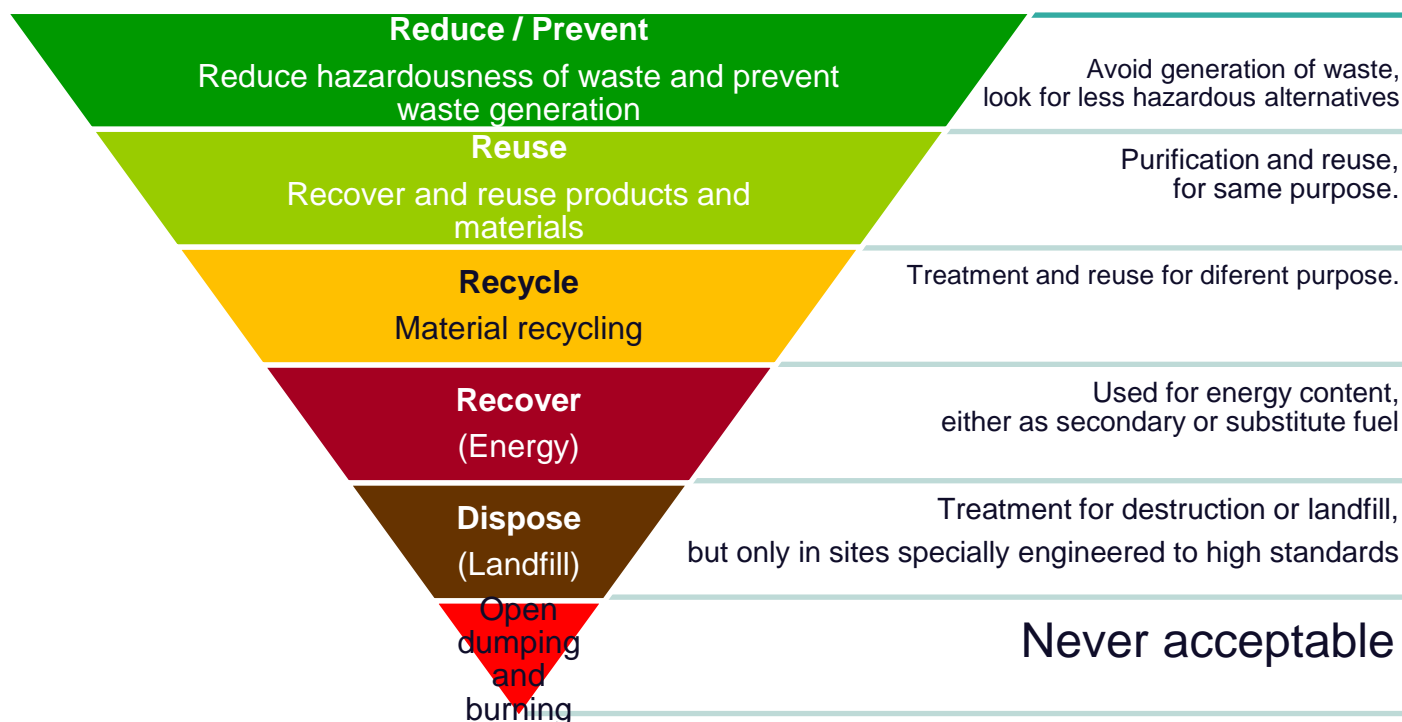 Reduce / Prevent
Reduce hazardousness of waste and prevent
waste generation
Avoid generation of waste,
look for less hazardous alternatives
Reuse
Recover and reuse products and
materials
Purification and reuse,
for same purpose.
Recycle
Material recycling
Treatment and reuse for diferent purpose.
Recover
(Energy)
Used for energy content,
either as secondary or substitute fuel
Dispose
(Landfill)
Treatment for destruction or landfill,
but only in sites specially engineered to high standards
Open
dumping
and
burning
Never acceptable